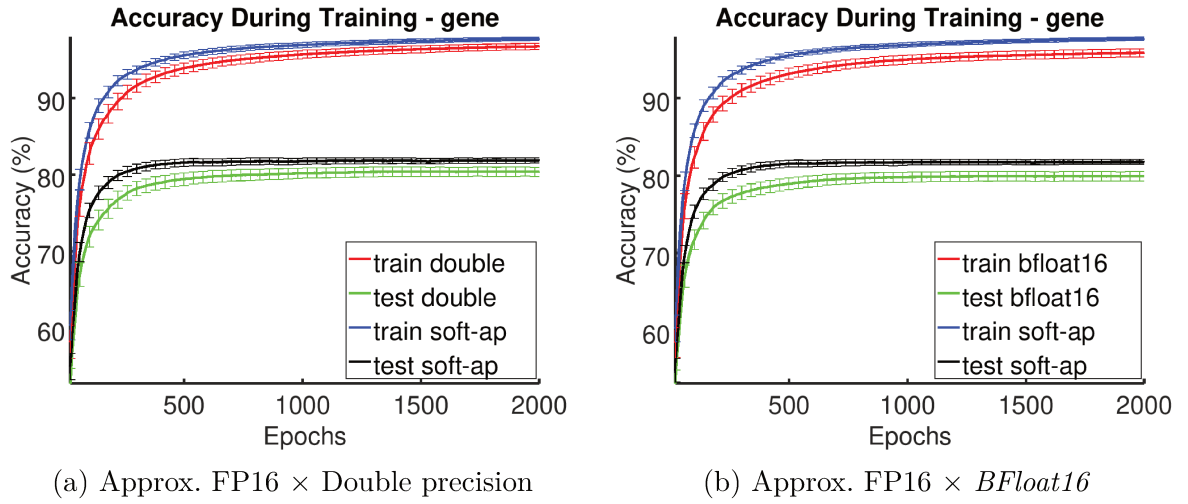 Accuracy During Training - gene
Accuracy (%)
90
80
70
60
train double
test double
train soft-ap
test soft-ap
500 1000 1500 2000
Epochs
(a) Approx. FP16 × Double precision
Accuracy During Training - gene
Accuracy (%)
90
80
70
60
train bfloat16
test bfloat16
train soft-ap
test soft-ap
500 1000 1500 2000
Epochs
(b) Approx. FP16 × BFloat16